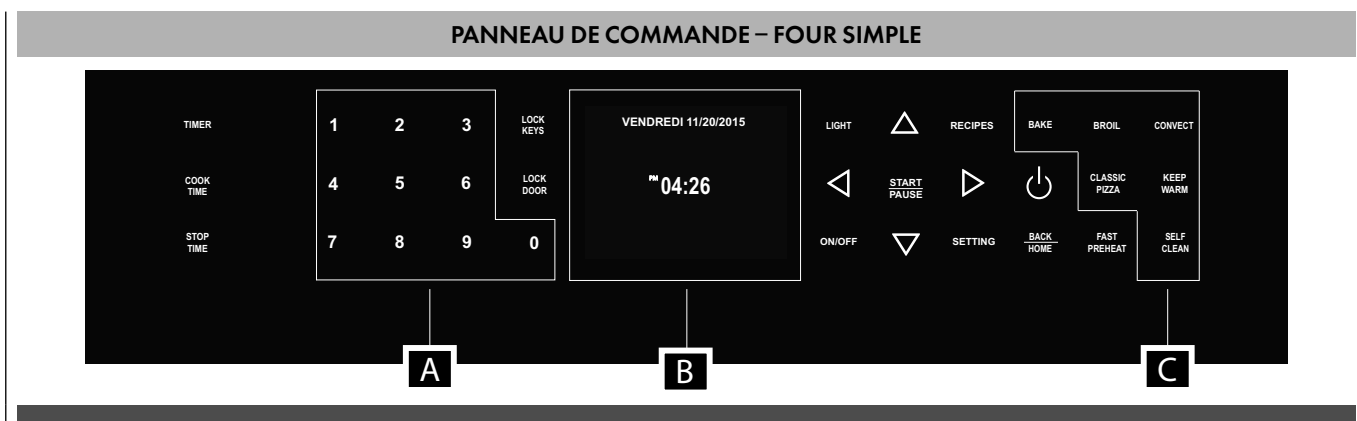 PANNEAU DE COMMANDE – FOUR SIMPLE
TIMER
1 2 3
LOCK
KEYS
COOK
TIME
4 5 6
LOCK
DOOR
STOP
TIME
7 8 9 0
VENDREDI 11/20/2015
PM 04:26
LIGHT
RECIPES
BAKE
BROIL
CONVECT
START
PAUSE
CLASSIC
PIZZA
KEEP
WARM
ON/OFF
SETTING
BACK
HOME
FAST
PREHEAT
SELF
CLEAN
A
B
C